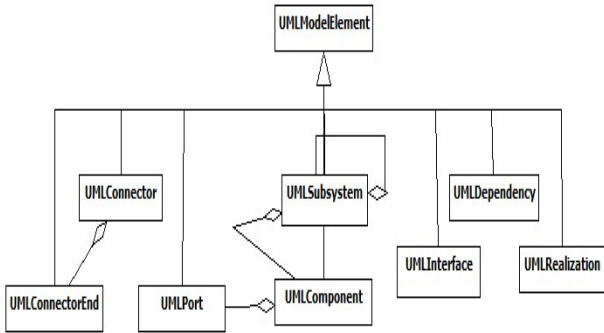 UMLModelElement
UMLConnector
UMLSubsystem
UMLDependency
UMLInterface
UMLRealization
UMLConnectorEnd
UMLPort
UMLComponent